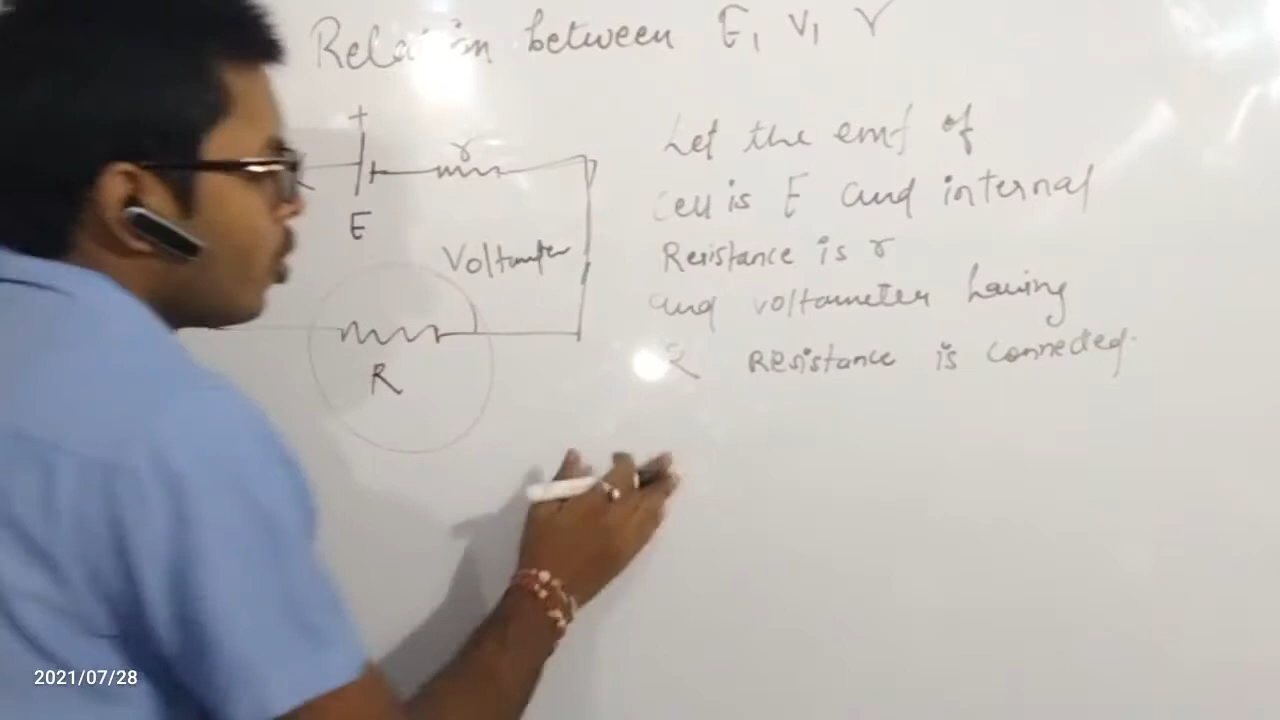 Relation between E, V, r
+
r
E
Voltmeter
R
Let the emf of
Cell is E and internal
Resistance is r
and voltameter having
R Resistance is connected.
2021/07/28